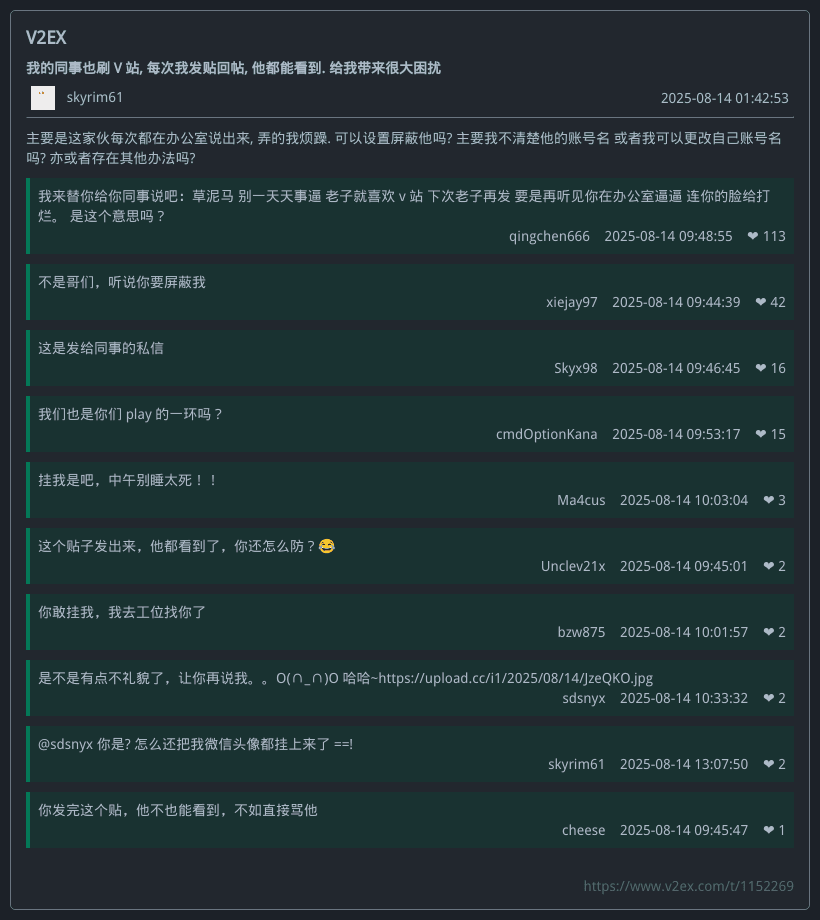 V2EX
我的同事也刷 V 站, 每次我发贴回帖, 他都能看到. 给我带来很大困扰
skyrim61 2025-08-14 01:42:53
主要是这家伙每次都在办公室说出来, 弄的我烦躁. 可以设置屏蔽他吗? 主要我不清楚他的账号名 或者我可以更改自己账号名
吗? 亦或者存在其他办法吗?
我来替你给你同事说吧：草泥马 别一天天事逼 老子就喜欢 v 站 下次老子再发 要是再听见你在办公室逼逼 连你的脸给打
烂。 是这个意思吗？
qingchen666 2025-08-14 09:48:55 ❤ 113
不是哥们，听说你要屏蔽我
xiejay97 2025-08-14 09:44:39 ❤ 42
这是发给同事的私信
Skyx98 2025-08-14 09:46:45 ❤ 16
我们也是你们 play 的一环吗？
cmdOptionKana 2025-08-14 09:53:17 ❤ 15
挂我是吧，中午别睡太死！！
Ma4cus 2025-08-14 10:03:04 ❤ 3
这个贴子发出来，他都看到了，你还怎么防？😂
Unclev21x 2025-08-14 09:45:01 ❤ 2
你敢挂我，我去工位找你了
bzw875 2025-08-14 10:01:57 ❤ 2
是不是有点不礼貌了，让你再说我。。O(∩_∩)O 哈哈~https://upload.cc/i1/2025/08/14/JzeQKO.jpg
sdsnyx 2025-08-14 10:33:32 ❤ 2
@sdsnyx 你是? 怎么还把我微信头像都挂上来了 ==!
skyrim61 2025-08-14 13:07:50 ❤ 2
你发完这个贴，他不也能看到，不如直接骂他
cheese 2025-08-14 09:45:47 ❤ 1
https://www.v2ex.com/t/1152269